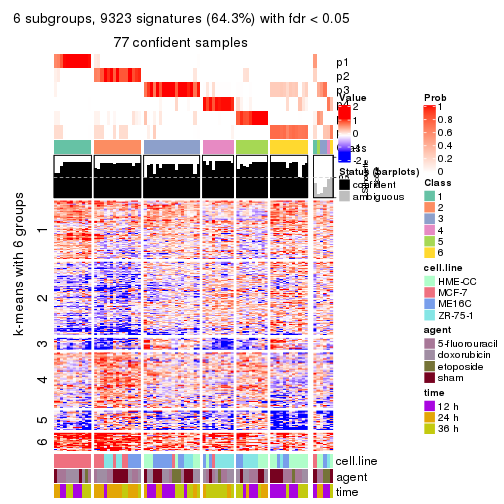 6 subgroups, 9323 signatures (64.3%) with fdr < 0.05
77 confident samples
p1
p2
p3
Value
2
1
0
-1
-2
Status (barplots)
confident
ambiguous
Silhouette
k-means with 6 groups
1
2
3
4
5
6
cell.line
agent
time
Prob
1
0.8
0.6
0.4
0.2
0
Class
1
2
3
4
5
6
cell.line
HME-CC
MCF-7
ME16C
ZR-75-1
agent
5-fluorouracil
doxorubicin
etoposide
sham
time
12 h
24 h
36 h